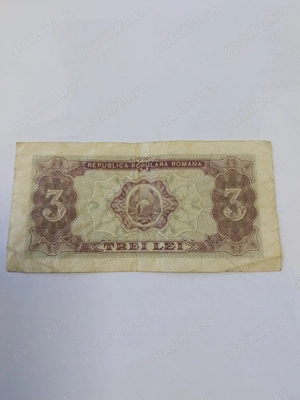 REPUBLICA POPULARA ROMANA
3 3
TREI LEI